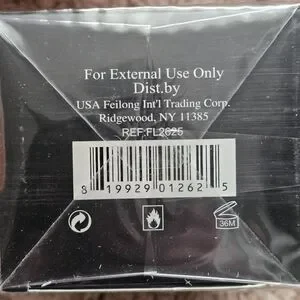 For External Use Only
Dist.by
USA Feilong Int'l Trading Corp.
Ridgewood, NY 11385
REF:FL2625
8 19929 01262 5
36M